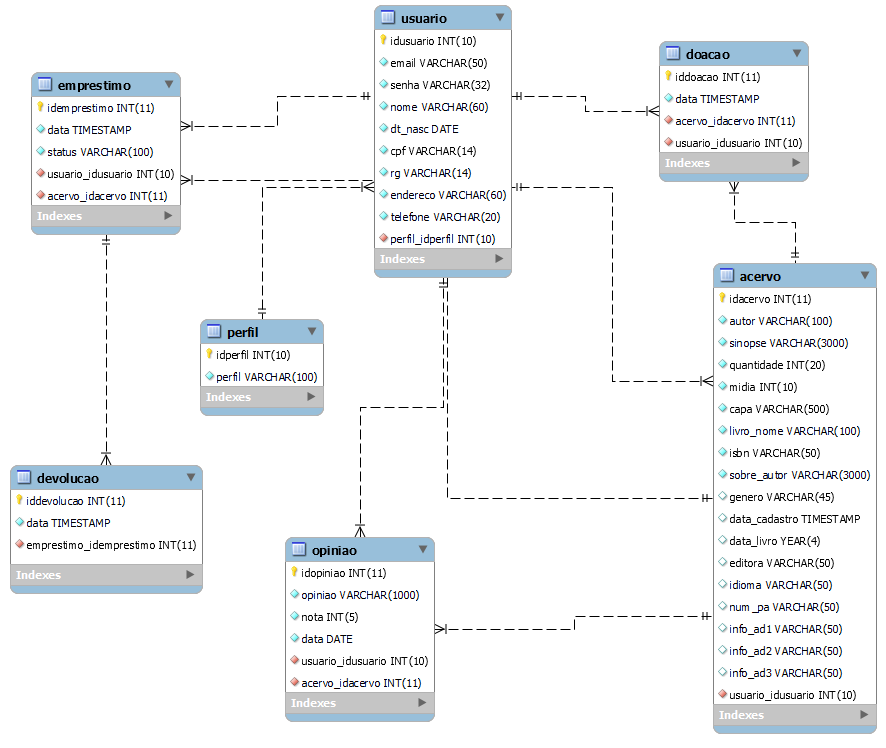 usuario
idusuario INT(10)
email VARCHAR(50)
senha VARCHAR(32)
nome VARCHAR(60)
dt_nasc DATE
cpf VARCHAR(14)
rg VARCHAR(14)
endereco VARCHAR(60)
telefone VARCHAR(20)
perfil_idperfil INT(10)
Indexes
emprestimo
idemprestimo INT(11)
data TIMESTAMP
status VARCHAR(100)
usuario_idusuario INT(10)
acervo_idacervo INT(11)
Indexes
doacao
iddoacao INT(11)
data TIMESTAMP
acervo_idacervo INT(11)
usuario_idusuario INT(10)
Indexes
perfil
idperfil INT(10)
perfil VARCHAR(100)
Indexes
acervo
idacervo INT(11)
autor VARCHAR(100)
sinopse VARCHAR(3000)
quantidade INT(20)
midia INT(10)
capa VARCHAR(500)
livro_nome VARCHAR(100)
isbn VARCHAR(50)
sobre_autor VARCHAR(3000)
genero VARCHAR(45)
data_cadastro TIMESTAMP
data_livro YEAR(4)
editora VARCHAR(50)
idioma VARCHAR(50)
num_pa VARCHAR(50)
info_ad1 VARCHAR(50)
info_ad2 VARCHAR(50)
info_ad3 VARCHAR(50)
usuario_idusuario INT(10)
Indexes
devolucao
iddevolucao INT(11)
data TIMESTAMP
emprestimo_idemprestimo INT(11)
Indexes
opiniao
idopiniao INT(11)
opiniao VARCHAR(1000)
nota INT(5)
data DATE
usuario_idusuario INT(10)
acervo_idacervo INT(11)
Indexes